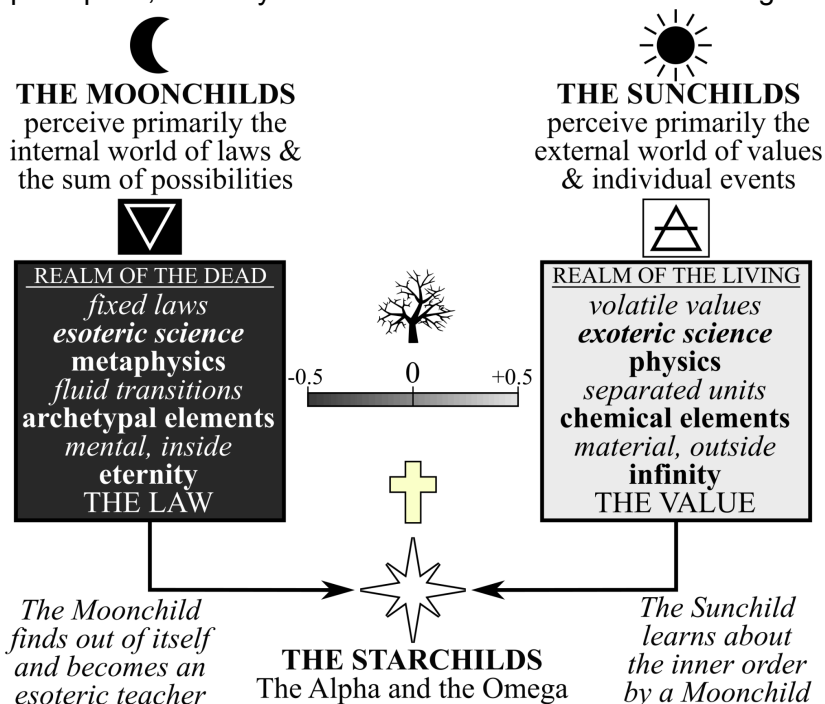 THE MOONCHILDS
perceive primarily the
internal world of laws &
the sum of possibilities
THE SUNCHILDS
perceive primarily the
external world of values
& individual events
REALM OF THE DEAD
fixed laws
esoteric science
metaphysics
fluid transitions
archetypal elements
mental, inside
eternity
THE LAW
-0.5
0
+0.5
REALM OF THE LIVING
volatile values
exoteric science
physics
separated units
chemical elements
material, outside
infinity
THE VALUE
The Moonchild
finds out of itself
and becomes an
esoteric teacher
THE STARCHILDS
The Alpha and the Omega
The Sunchild
learns about
the inner order
by a Moonchild